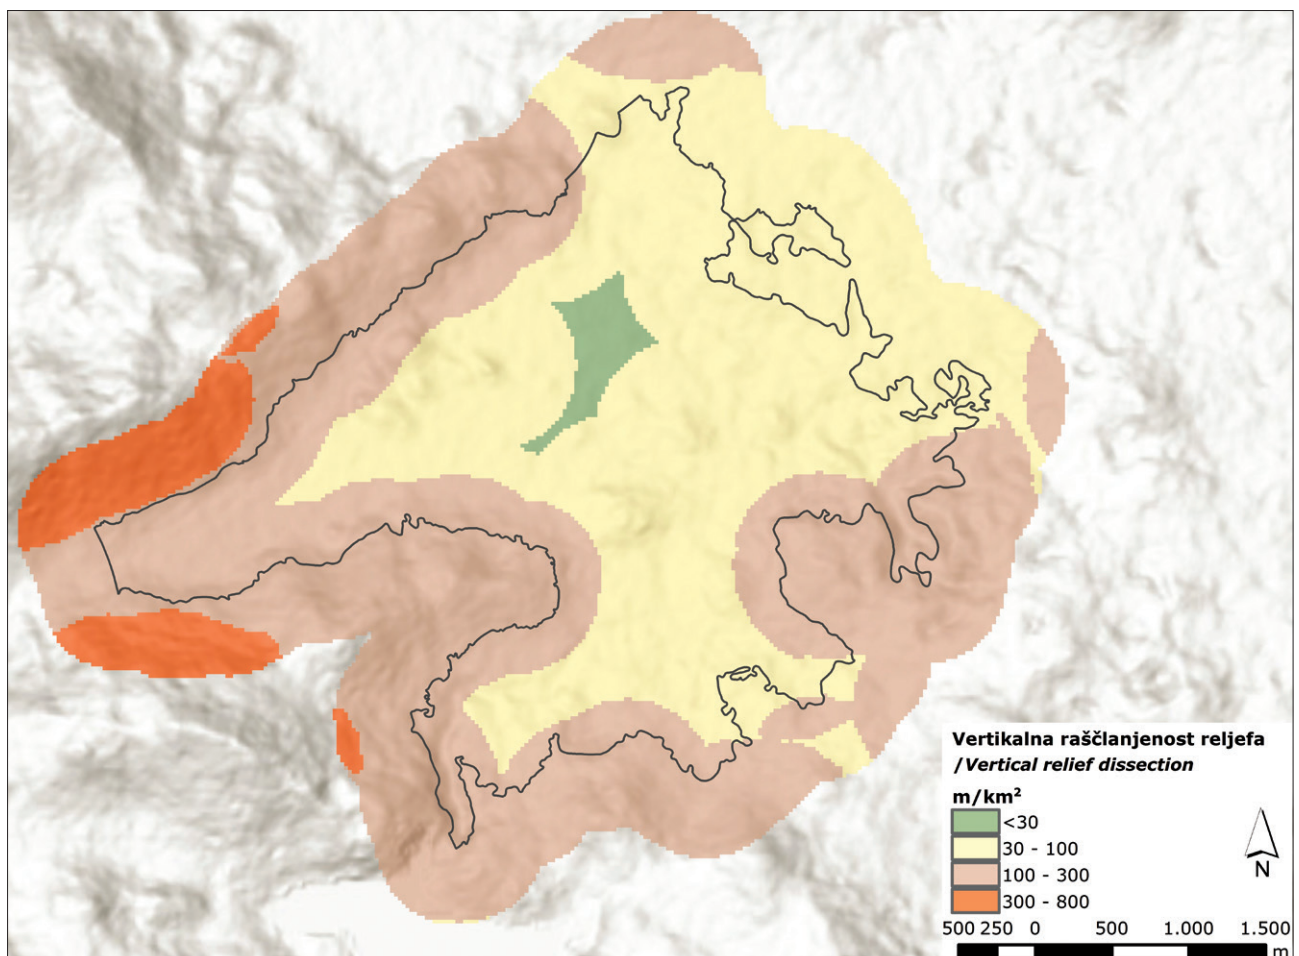 Vertikalna raščlanjenost reljefa
/Vertical relief dissection
m/km²
<30
30 - 100
100 - 300
300 - 800
N
500 250 0 500 1.000 1.500
m